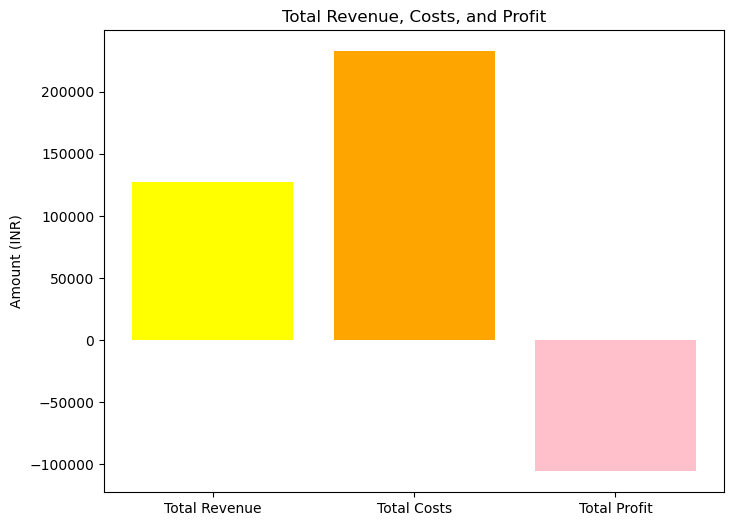 Total Revenue, Costs, and Profit
Amount (INR)
200000
150000
100000
50000
0
−50000
−100000
Total Revenue
Total Costs
Total Profit